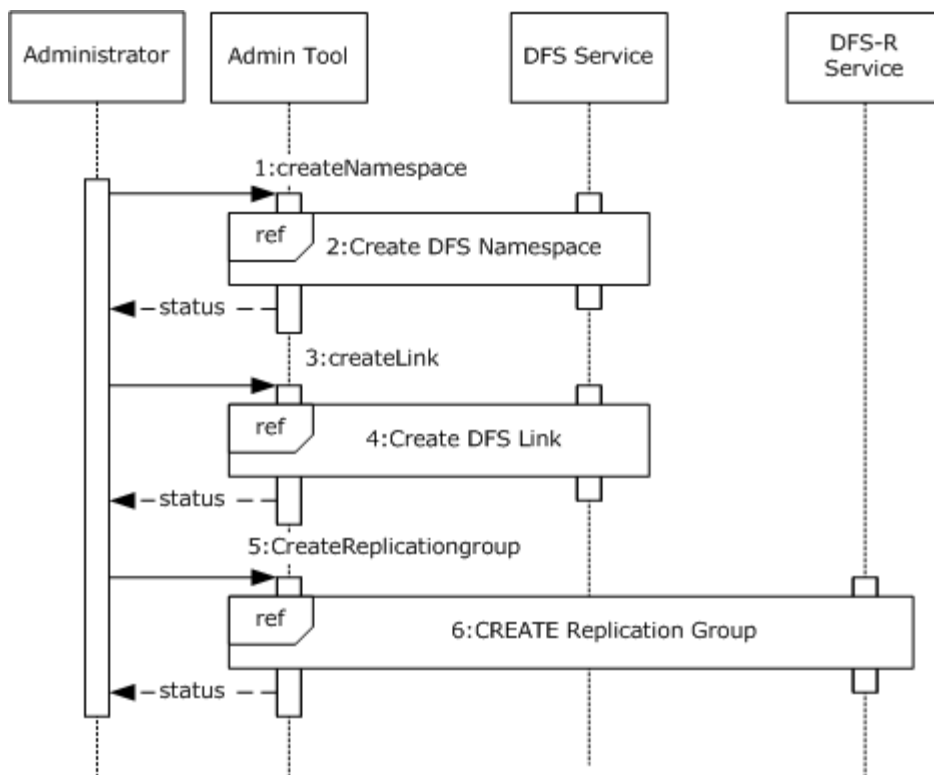 Administrator
Admin Tool
DFS Service
DFS-R
Service
1:createNamespace
ref
2:Create DFS Namespace
status
3:createLink
ref
4:Create DFS Link
status
5:CreateReplicationgroup
ref
6:CREATE Replication Group
status